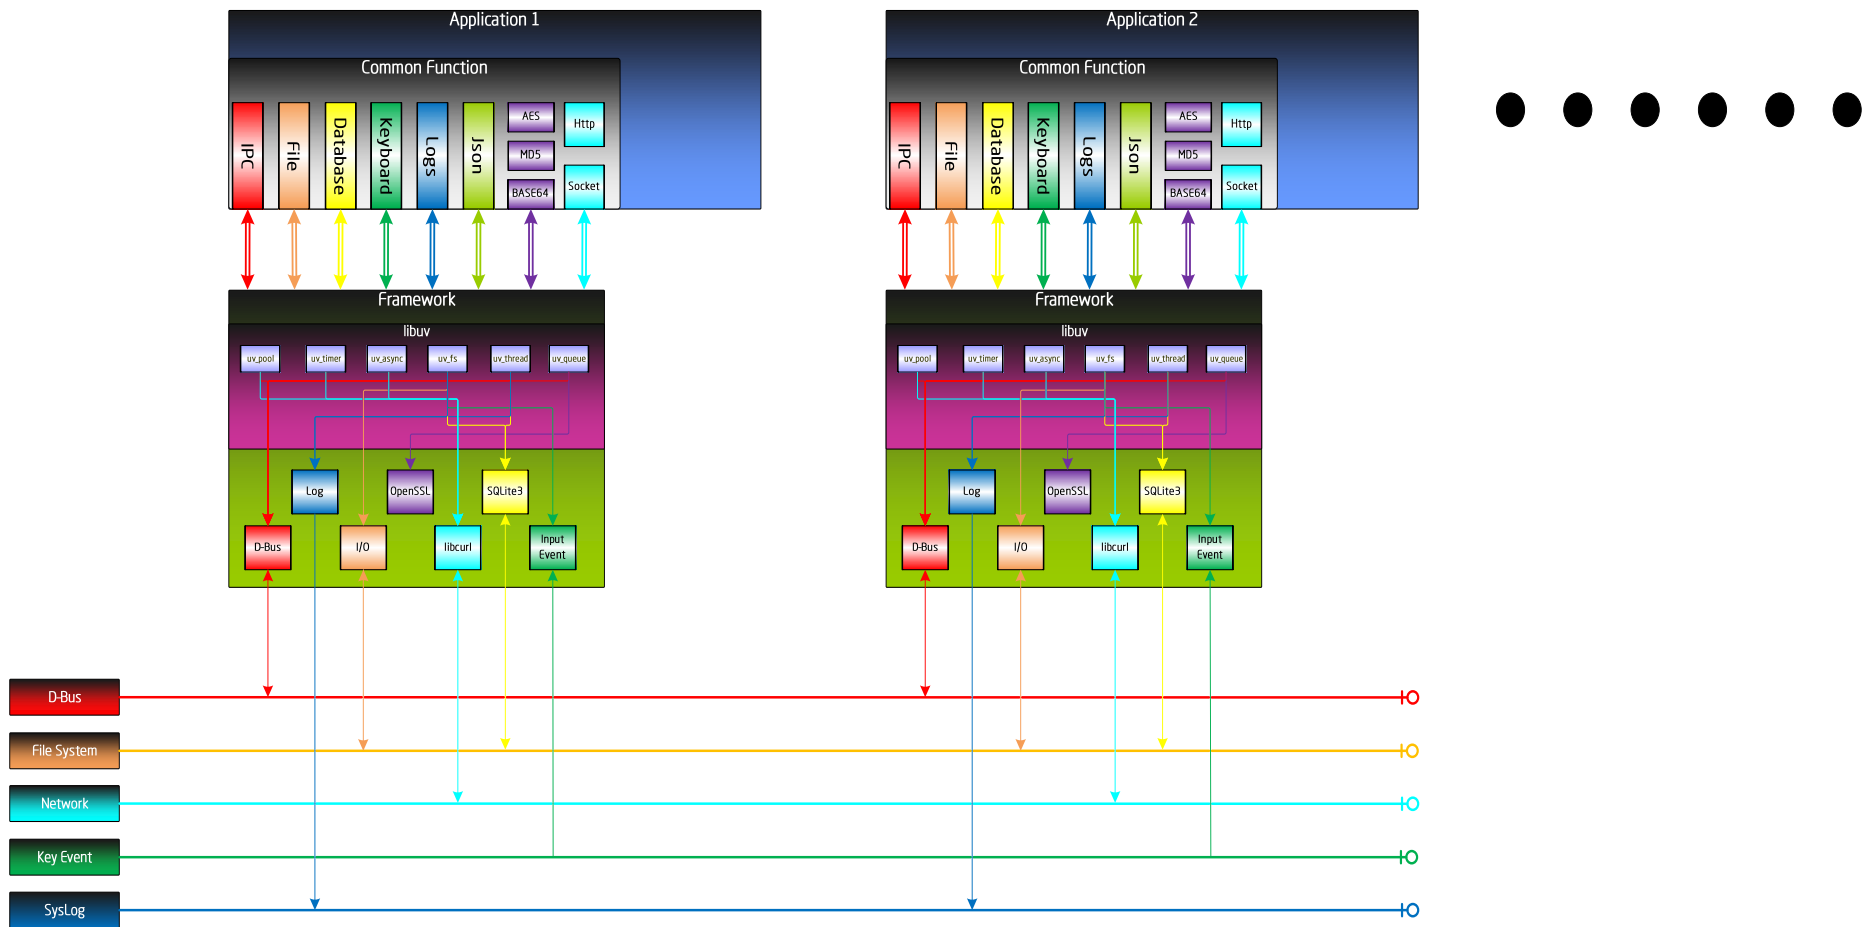 Application 1
Common Function
IPC
File
Database
Keyboard
Logs
Json
AES
MD5
BASE64
Http
Socket
Framework
libuv
uv_pool
uv_timer
uv_async
uv_fs
uv_thread
uv_queue
Log
OpenSSL
SQLite3
D-Bus
I/O
libcurl
Input
Event
Application 2
Common Function
IPC
File
Database
Keyboard
Logs
Json
AES
MD5
BASE64
Http
Socket
Framework
libuv
uv_pool
uv_timer
uv_async
uv_fs
uv_thread
uv_queue
Log
OpenSSL
SQLite3
D-Bus
I/O
libcurl
Input
Event
D-Bus
File System
Network
Key Event
SysLog